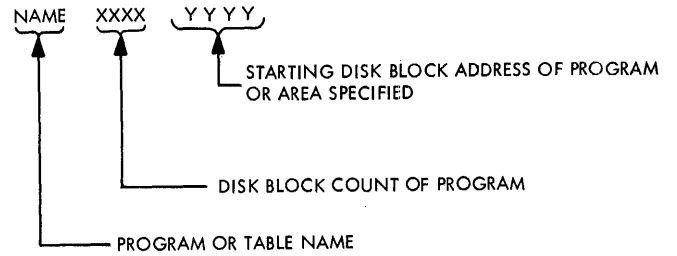 NAME XXXX YYYY
STARTING DISK BLOCK ADDRESS OF PROGRAM
OR AREA SPECIFIED
DISK BLOCK COUNT OF PROGRAM
PROGRAM OR TABLE NAME